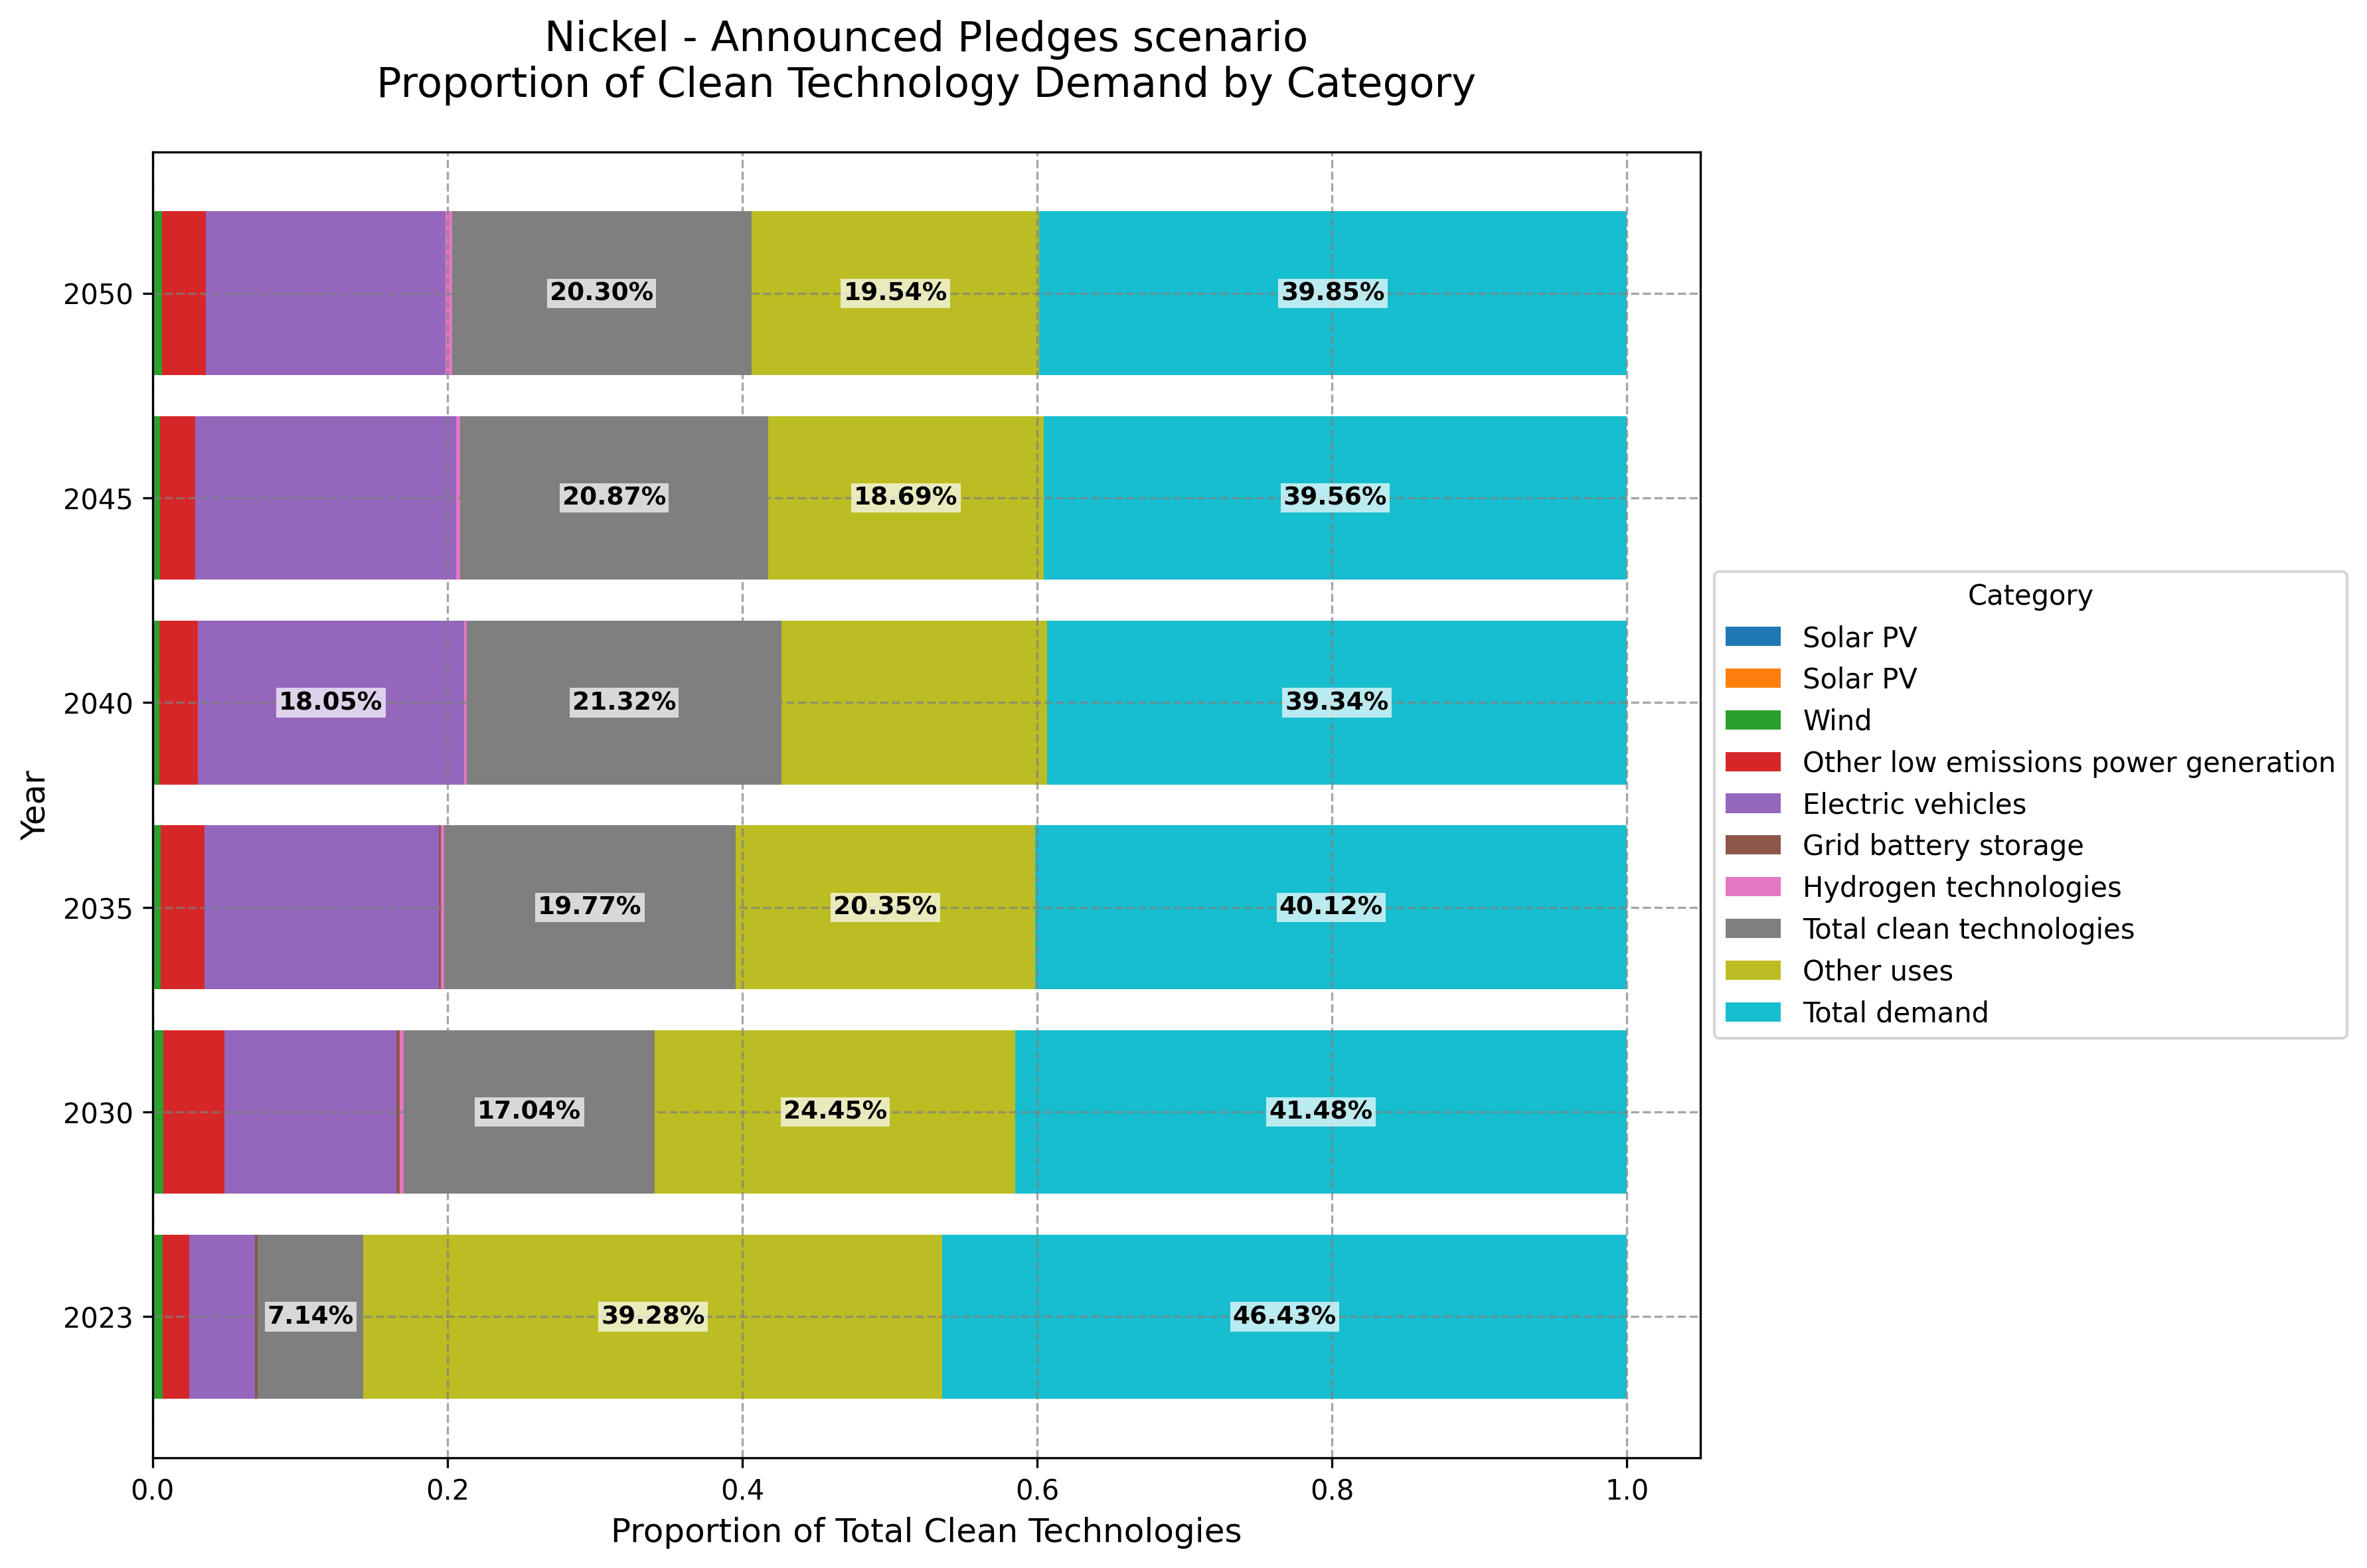 Nickel - Announced Pledges scenario
Proportion of Clean Technology Demand by Category
Year
2050
20.30%
19.54%
39.85%
2045
20.87%
18.69%
39.56%
2040
18.05%
21.32%
39.34%
2035
19.77%
20.35%
40.12%
2030
17.04%
24.45%
41.48%
2023
7.14%
39.28%
46.43%
0.0
0.2
0.4
0.6
0.8
1.0
Proportion of Total Clean Technologies
Category
Solar PV
Solar PV
Wind
Other low emissions power generation
Electric vehicles
Grid battery storage
Hydrogen technologies
Total clean technologies
Other uses
Total demand